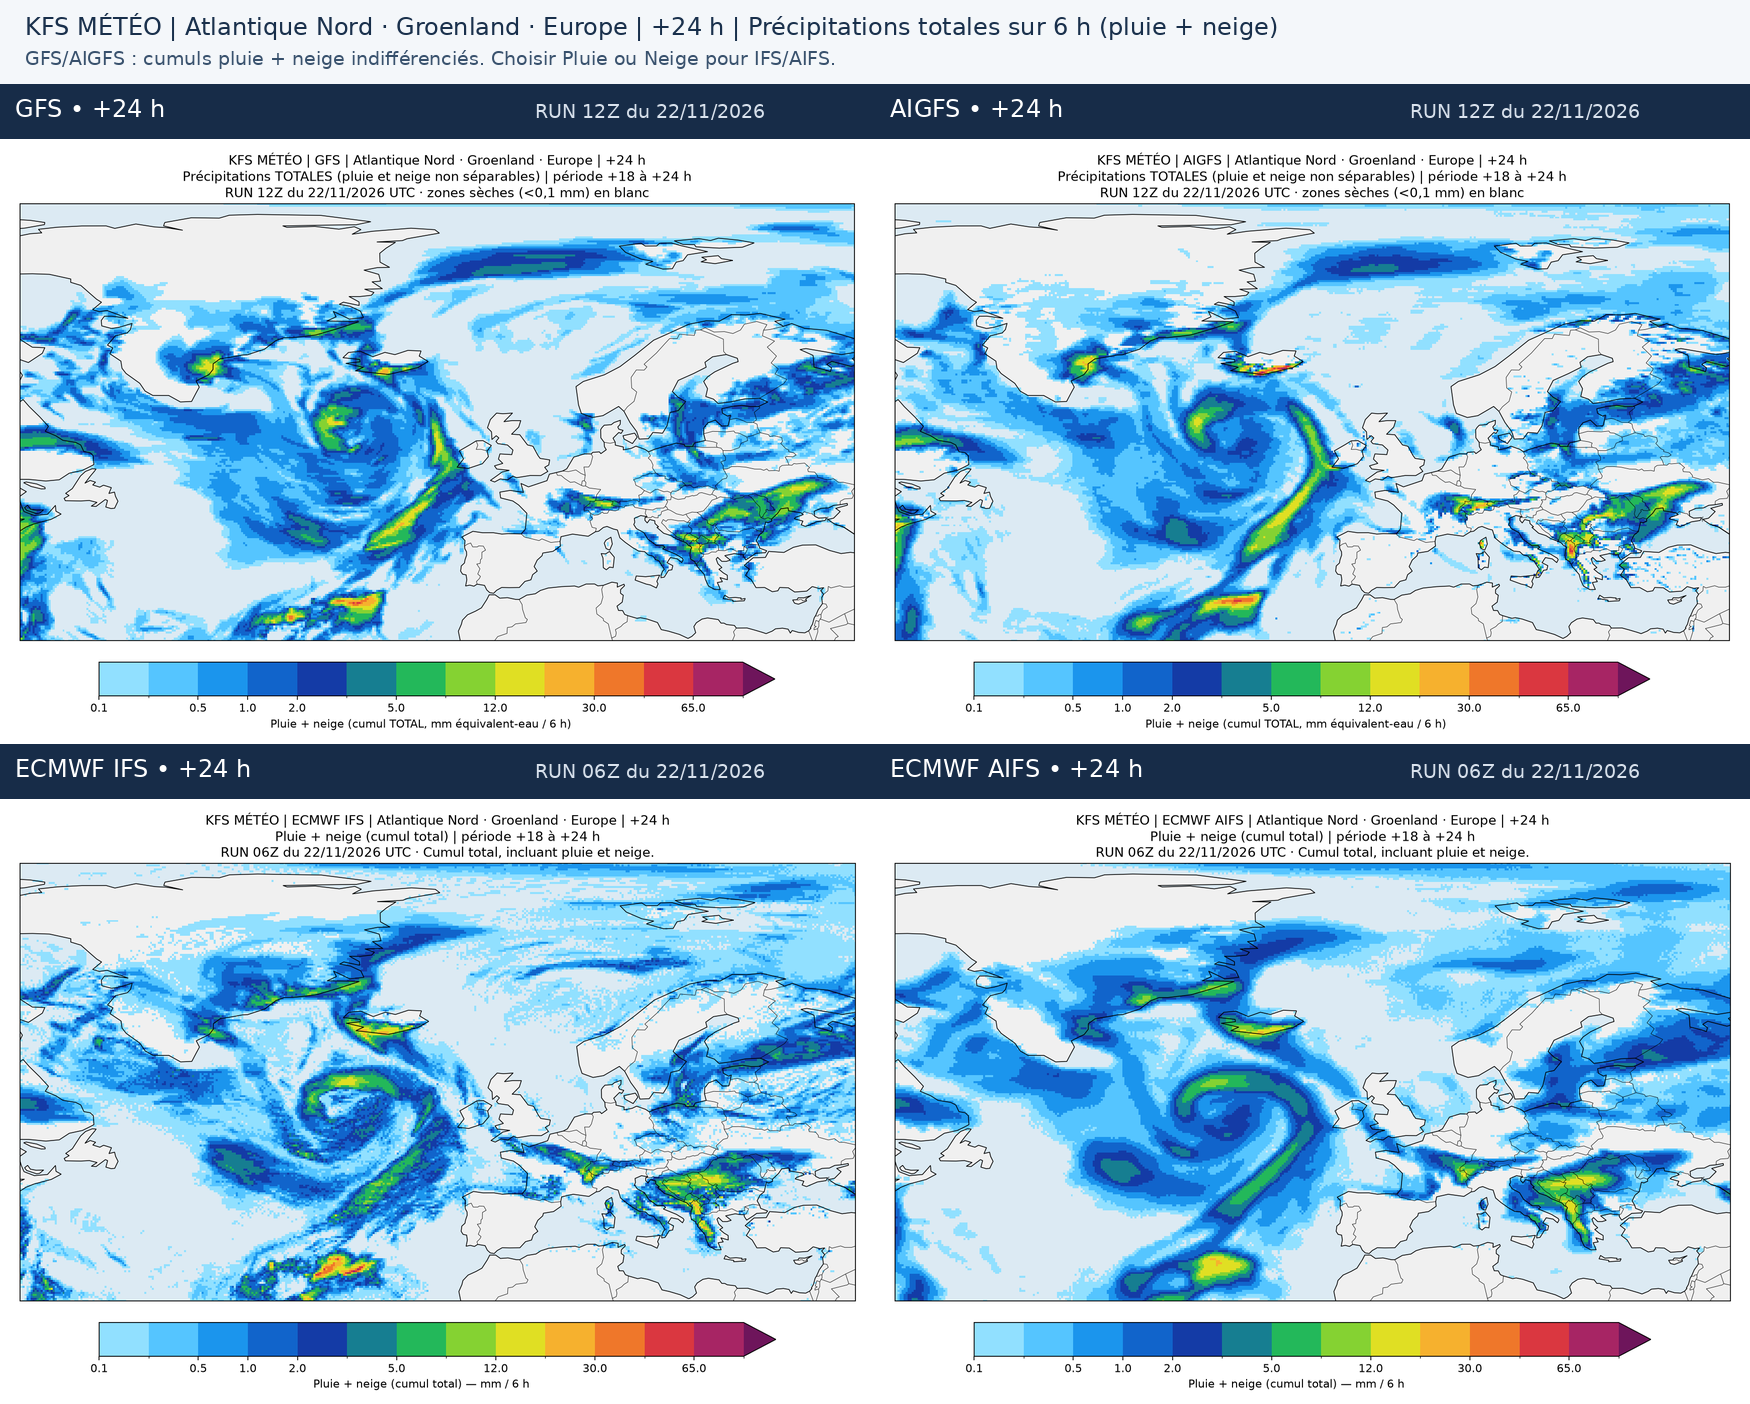 KFS MÉTÉO | Atlantique Nord · Groenland · Europe | +24 h | Précipitations totales sur 6 h (pluie + neige)
GFS/AIGFS : cumuls pluie + neige indifférenciés. Choisir Pluie ou Neige pour IFS/AIFS.
GFS • +24 h RUN 12Z du 22/11/2026
KFS MÉTÉO | GFS | Atlantique Nord · Groenland · Europe | +24 h
Précipitations TOTALES (pluie et neige non séparables) | période +18 à +24 h
RUN 12Z du 22/11/2026 UTC · zones sèches (<0,1 mm) en blanc
0.1 0.5 1.0 2.0 5.0 12.0 30.0 65.0
Pluie + neige (cumul TOTAL, mm équivalent-eau / 6 h)
AIGFS • +24 h RUN 12Z du 22/11/2026
KFS MÉTÉO | AIGFS | Atlantique Nord · Groenland · Europe | +24 h
Précipitations TOTALES (pluie et neige non séparables) | période +18 à +24 h
RUN 12Z du 22/11/2026 UTC · zones sèches (<0,1 mm) en blanc
0.1 0.5 1.0 2.0 5.0 12.0 30.0 65.0
Pluie + neige (cumul TOTAL, mm équivalent-eau / 6 h)
ECMWF IFS • +24 h RUN 06Z du 22/11/2026
KFS MÉTÉO | ECMWF IFS | Atlantique Nord · Groenland · Europe | +24 h
Pluie + neige (cumul total) | période +18 à +24 h
RUN 06Z du 22/11/2026 UTC · Cumul total, incluant pluie et neige.
0.1 0.5 1.0 2.0 5.0 12.0 30.0 65.0
Pluie + neige (cumul total) — mm / 6 h
ECMWF AIFS • +24 h RUN 06Z du 22/11/2026
KFS MÉTÉO | ECMWF AIFS | Atlantique Nord · Groenland · Europe | +24 h
Pluie + neige (cumul total) | période +18 à +24 h
RUN 06Z du 22/11/2026 UTC · Cumul total, incluant pluie et neige.
0.1 0.5 1.0 2.0 5.0 12.0 30.0 65.0
Pluie + neige (cumul total) — mm / 6 h